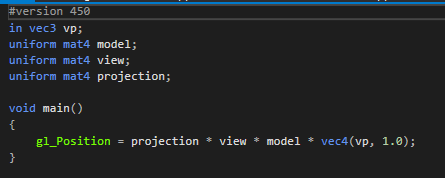 #version 450
in vec3 vp;
uniform mat4 model;
uniform mat4 view;
uniform mat4 projection;

void main()
{
    gl_Position = projection * view * model * vec4(vp, 1.0);
}